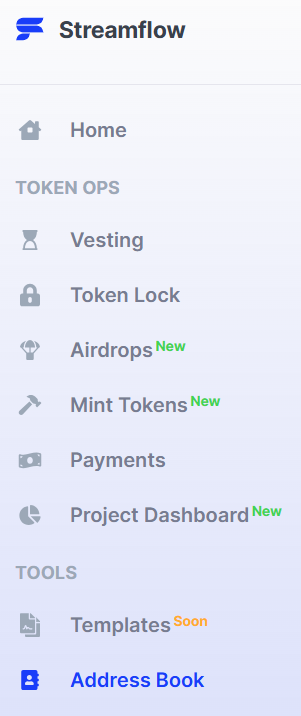 Streamflow
Home
TOKEN OPS
Vesting
Token Lock
Airdrops New
Mint Tokens New
Payments
Project Dashboard New
TOOLS
Templates Soon
Address Book